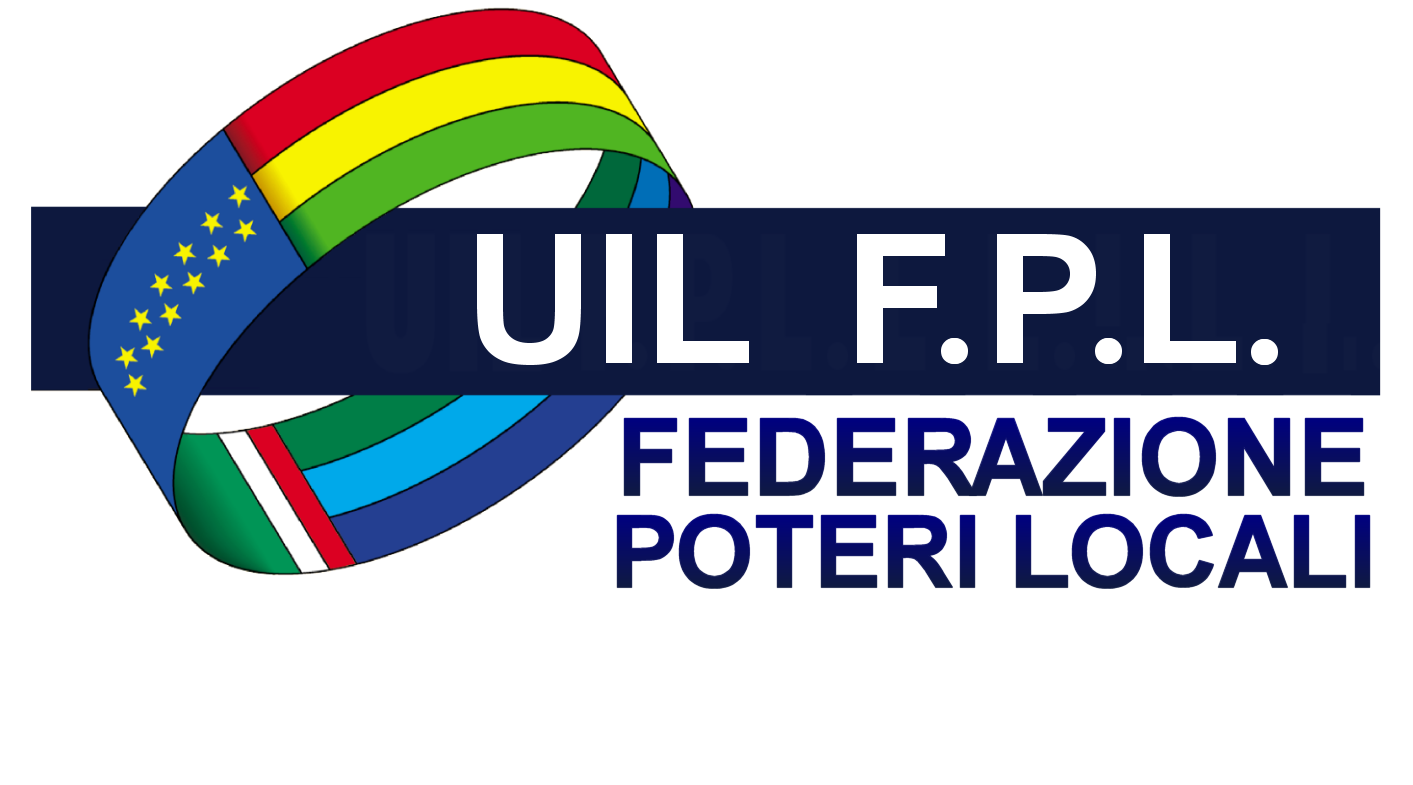 UIL F.P.L.
FEDERAZIONE
POTERI LOCALI